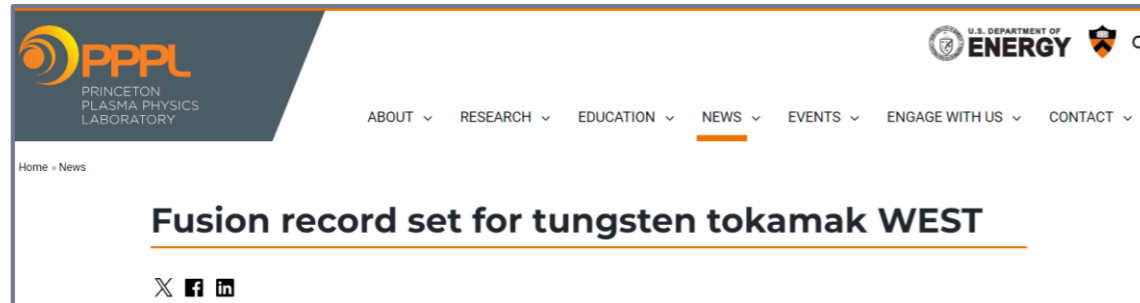 PPPL
PRINCETON
PLASMA PHYSICS
LABORATORY
U.S. DEPARTMENT OF
ENERGY
ABOUT RESEARCH EDUCATION NEWS EVENTS ENGAGE WITH US CONTACT
Home » News
Fusion record set for tungsten tokamak WEST